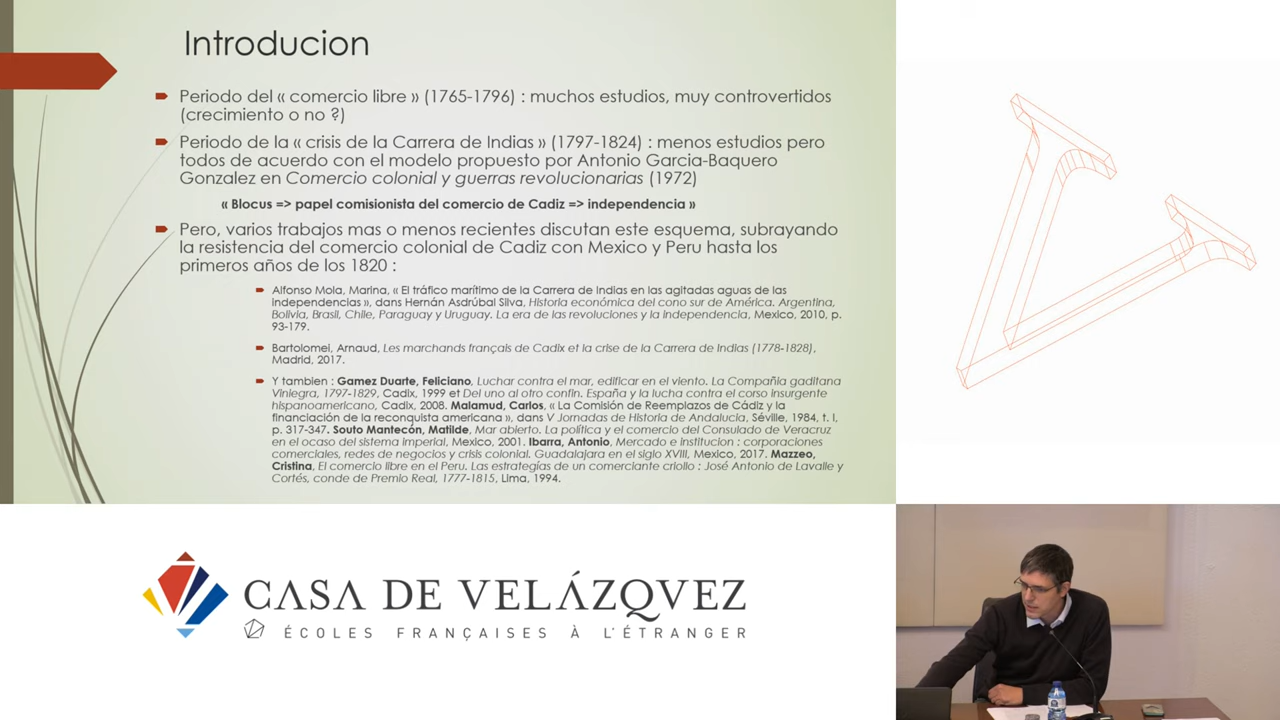 Introducion
Periodo del « comercio libre » (1765-1796) : muchos estudios, muy controvertidos
(crecimiento o no ?)
Periodo de la « crisis de la Carrera de Indias » (1797-1824) : menos estudios pero
todos de acuerdo con el modelo propuesto por Antonio Garcia-Baquero
Gonzalez en Comercio colonial y guerras revolucionarias (1972)
« Blocus => papel comisionista del comercio de Cadiz => independencia »
Pero, varios trabajos mas o menos recientes discutan este esquema, subrayando
la resistencia del comercio colonial de Cadiz con Mexico y Peru hasta los
primeros años de los 1820 :
Alfonso Mola, Marina, « El tráfico marítimo de la Carrera de Indias en las agitadas aguas de las
independencias », dans Hernán Asdrúbal Silva, Historia económica del cono sur de América. Argentina,
Bolivia, Brasil, Chile, Paraguay y Uruguay. La era de las revoluciones y la independencia, Mexico, 2010, p.
93-179.
Bartolomei, Arnaud, Les marchands français de Cadix et la crise de la Carrera de Indias (1778-1828),
Madrid, 2017.
Y tambien : Gamez Duarte, Feliciano, Luchar contra el mar, edificar en el viento. La Compañia gaditana
Viniegra, 1797-1829, Cadix, 1999 et Del uno al otro confin. España y la lucha contra el corso insurgente
hispanoamericano, Cadix, 2008. Malamud, Carlos, « La Comisión de Reemplazos de Cádiz y la
financiación de la reconquista americana », dans V Jornadas de Historia de Andalucia, Séville, 1984, t. I,
p. 317-347. Souto Mantecón, Matilde, Mar abierto. La política y el comercio del Consulado de Veracruz
en el ocaso del sistema imperial, Mexico, 2001. Ibarra, Antonio, Mercado e institucion : corporaciones
comerciales, redes de negocios y crisis colonial. Guadalajara en el siglo XVIII, Mexico, 2017. Mazzeo,
Cristina, El comercio libre en el Peru. Las estrategías de un comerciante criollo : José Antonio de Lavalle y
Cortés, conde de Premio Real, 1777-1815, Lima, 1994.
CASA DE VELÁZQVEZ
ÉCOLES FRANÇAISES À L'ÉTRANGER